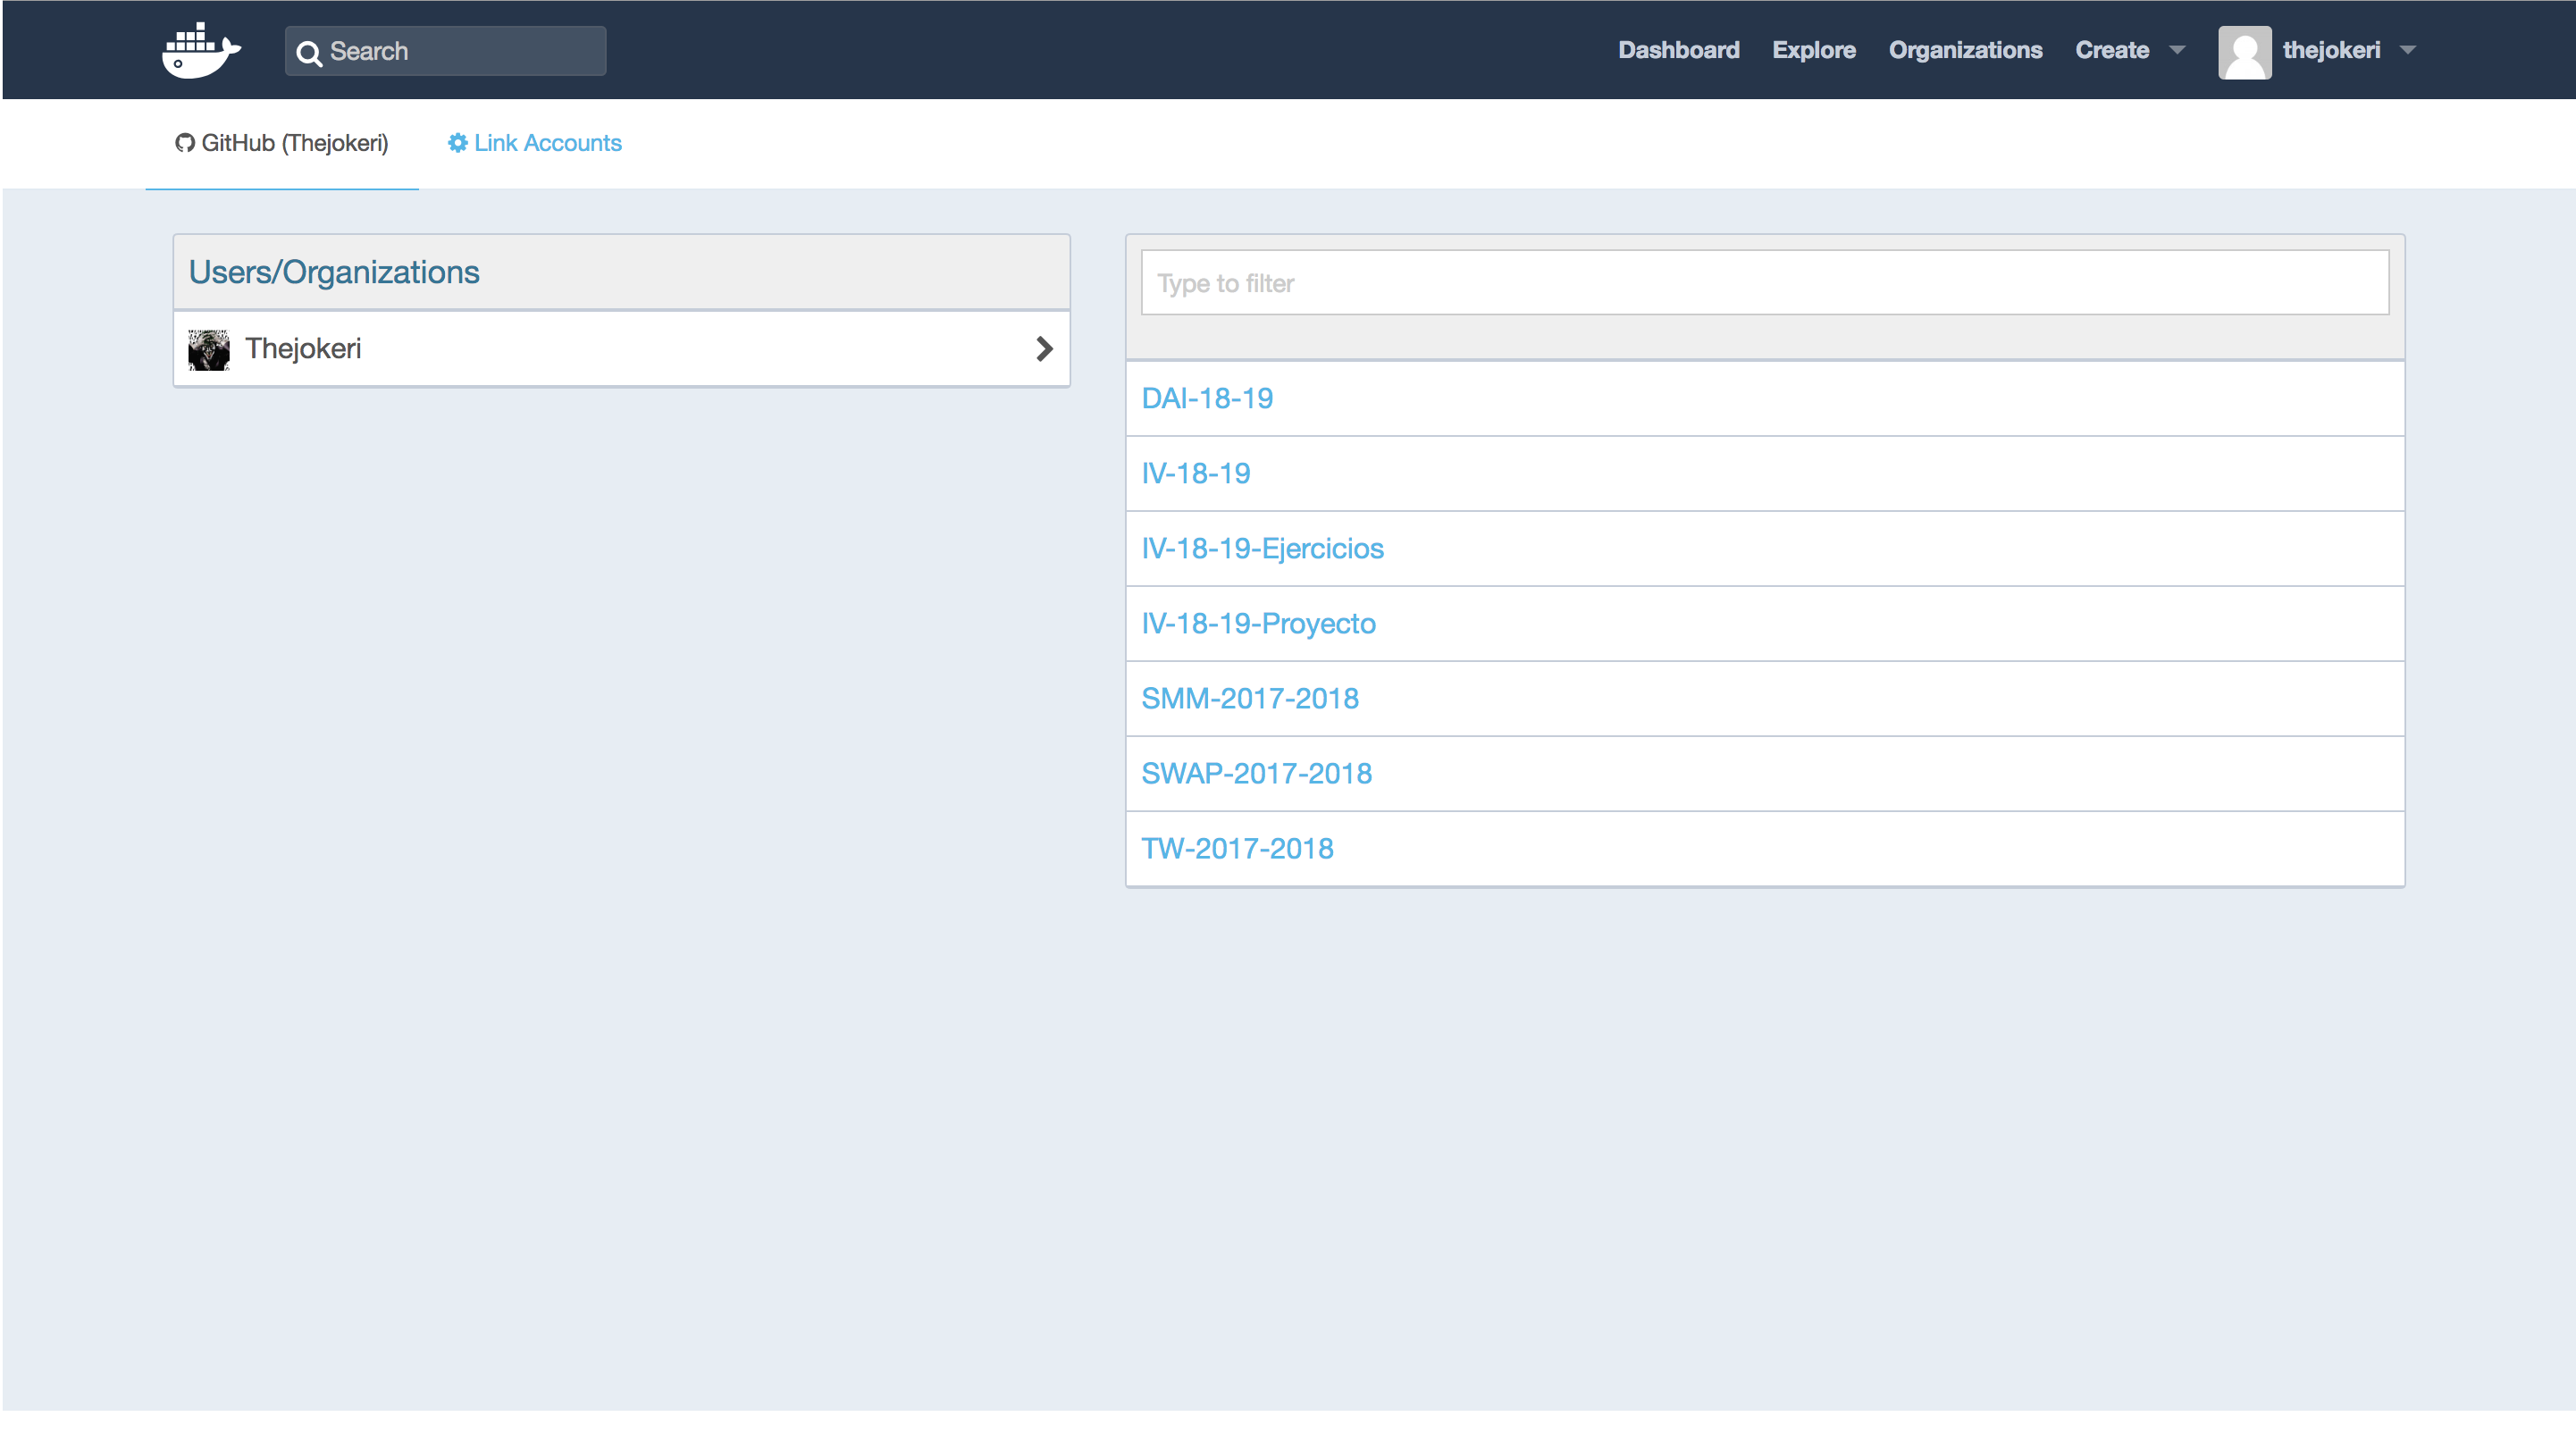 Search
Dashboard Explore Organizations Create thejokeri
GitHub (Thejokeri) Link Accounts
Users/Organizations
Thejokeri
Type to filter
DAI-18-19
IV-18-19
IV-18-19-Ejercicios
IV-18-19-Proyecto
SMM-2017-2018
SWAP-2017-2018
TW-2017-2018